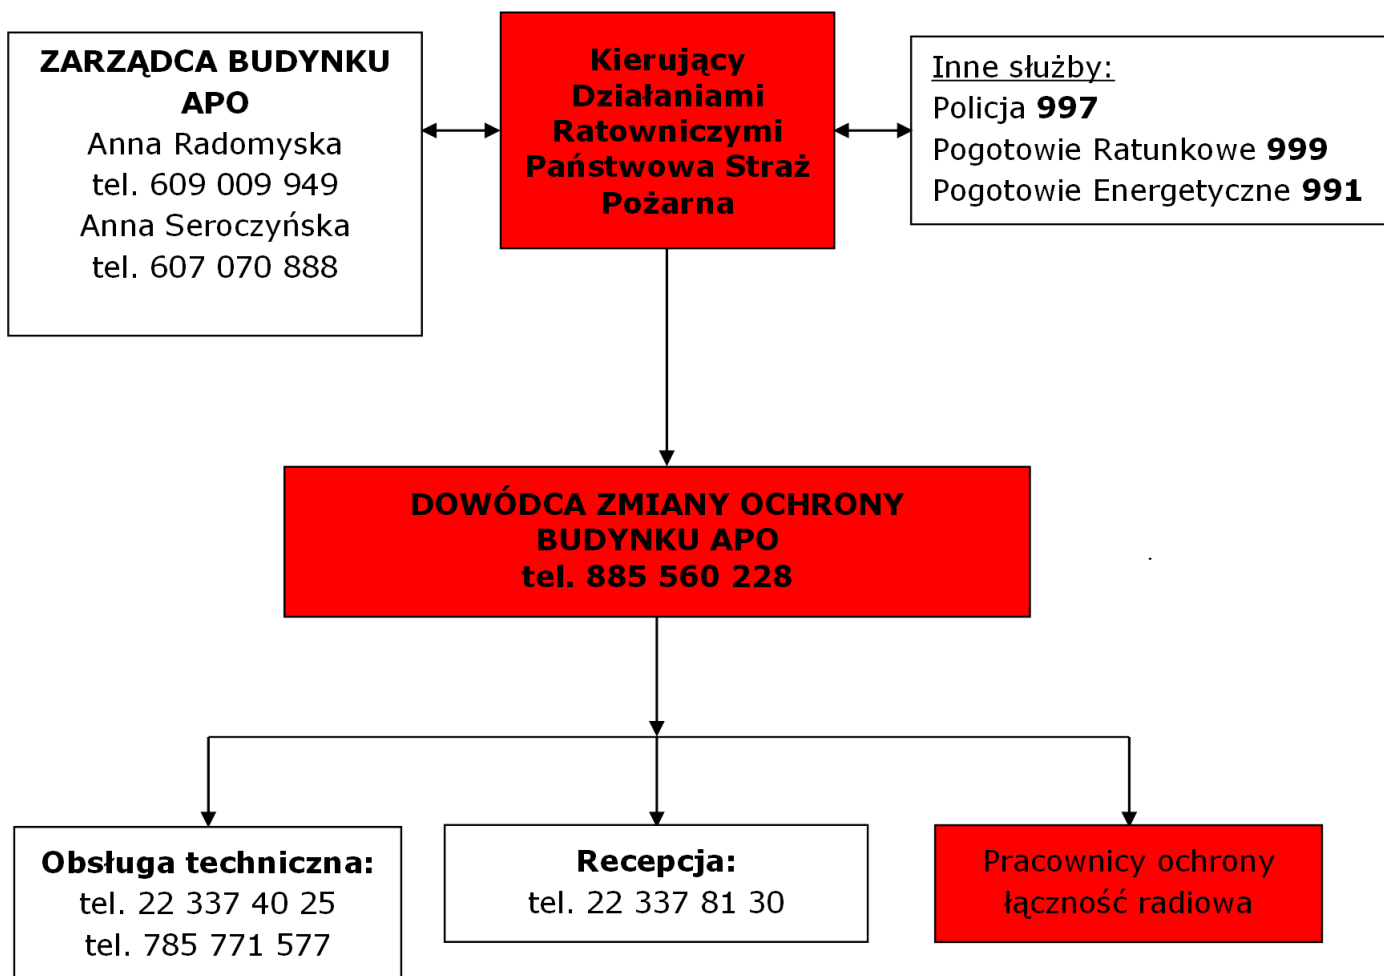 ZARZĄDCA BUDYNKU
APO
Anna Radomyska
tel. 609 009 949
Anna Seroczyńska
tel. 607 070 888
Kierujący
Działaniami
Ratowniczymi
Państwowa Straż
Pożarna
Inne służby:
Policja 997
Pogotowie Ratunkowe 999
Pogotowie Energetyczne 991
DOWÓDCA ZMIANY OCHRONY
BUDYNKU APO
tel. 885 560 228
Obsługa techniczna:
tel. 22 337 40 25
tel. 785 771 577
Recepcja:
tel. 22 337 81 30
Pracownicy ochrony
łączność radiowa